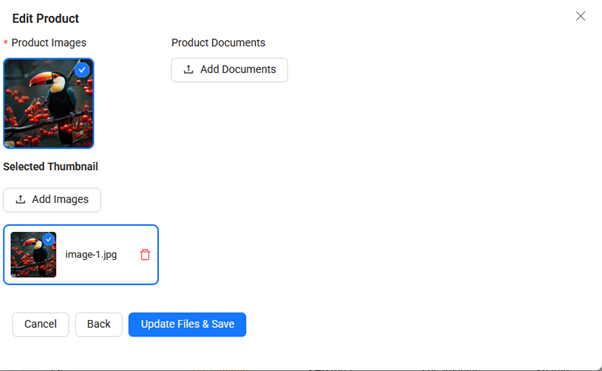 Edit Product
* Product Images
Product Documents
Add Documents
Selected Thumbnail
Add Images
image-1.jpg
Cancel
Back
Update Files & Save